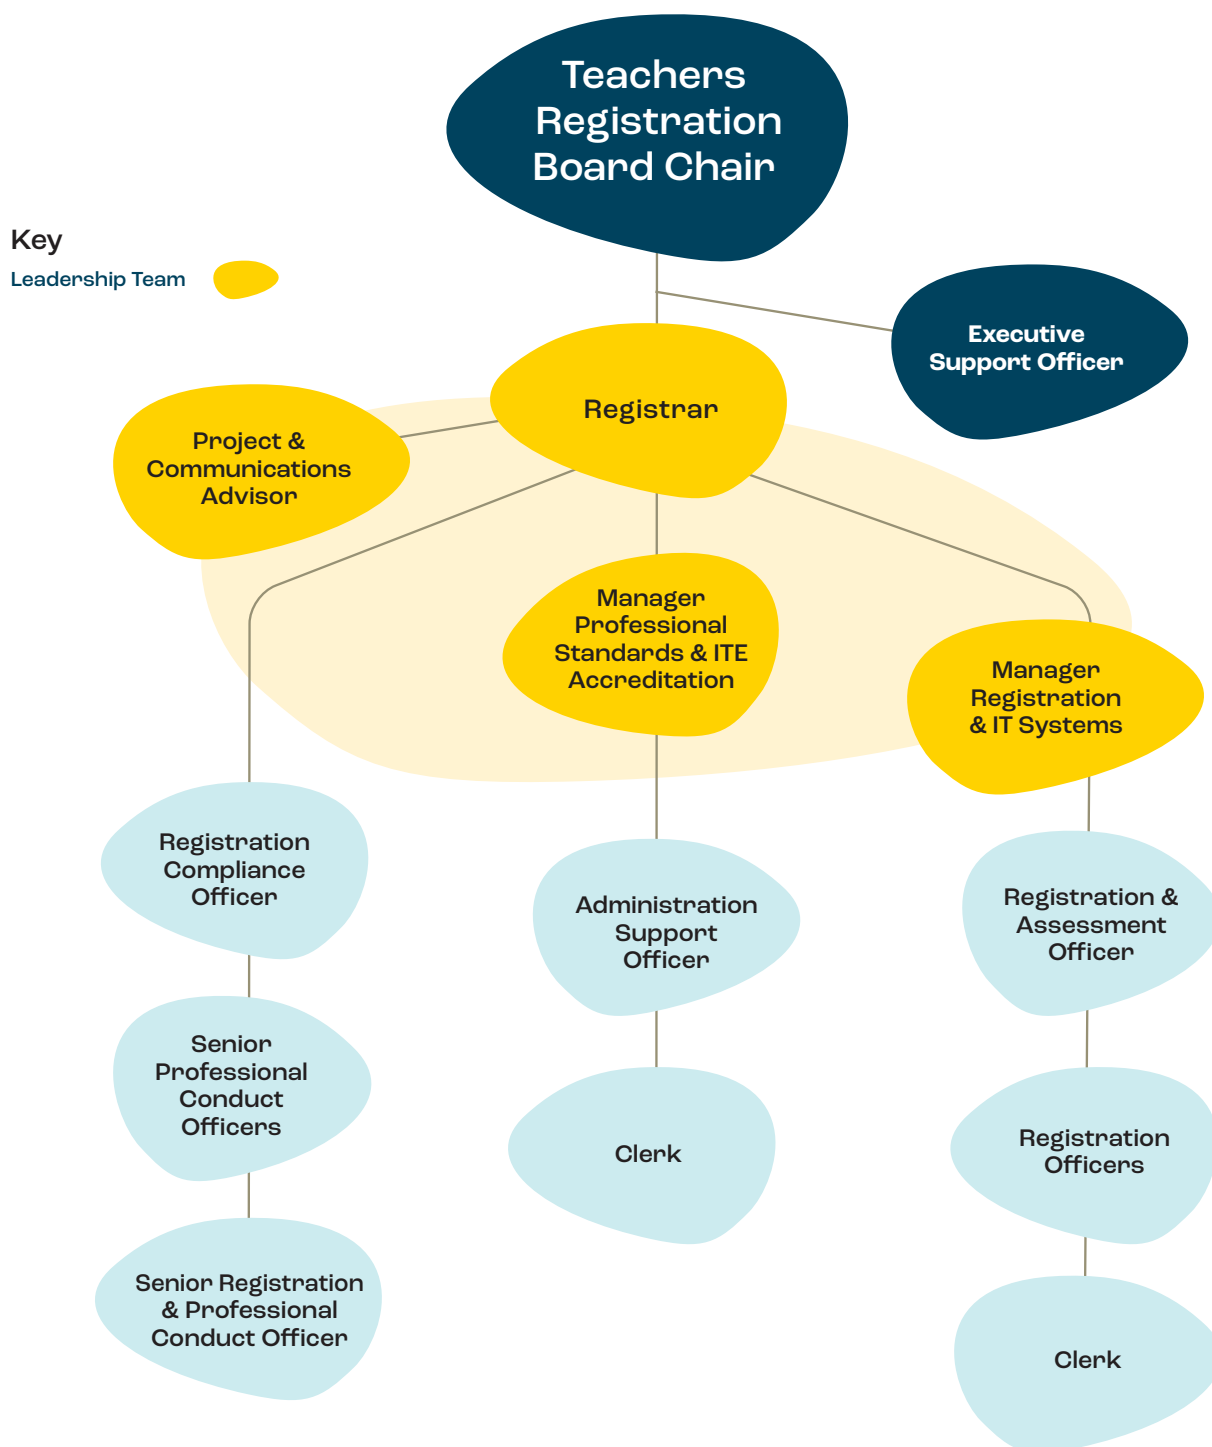 Teachers
Registration
Board Chair
Key
Leadership Team
Executive
Support Officer
Registrar
Project &
Communications
Advisor
Manager
Professional
Standards & ITE
Accreditation
Manager
Registration
& IT Systems
Registration
Compliance
Officer
Administration
Support
Officer
Registration &
Assessment
Officer
Senior
Professional
Conduct
Officers
Clerk
Registration
Officers
Senior Registration
& Professional
Conduct Officer
Clerk